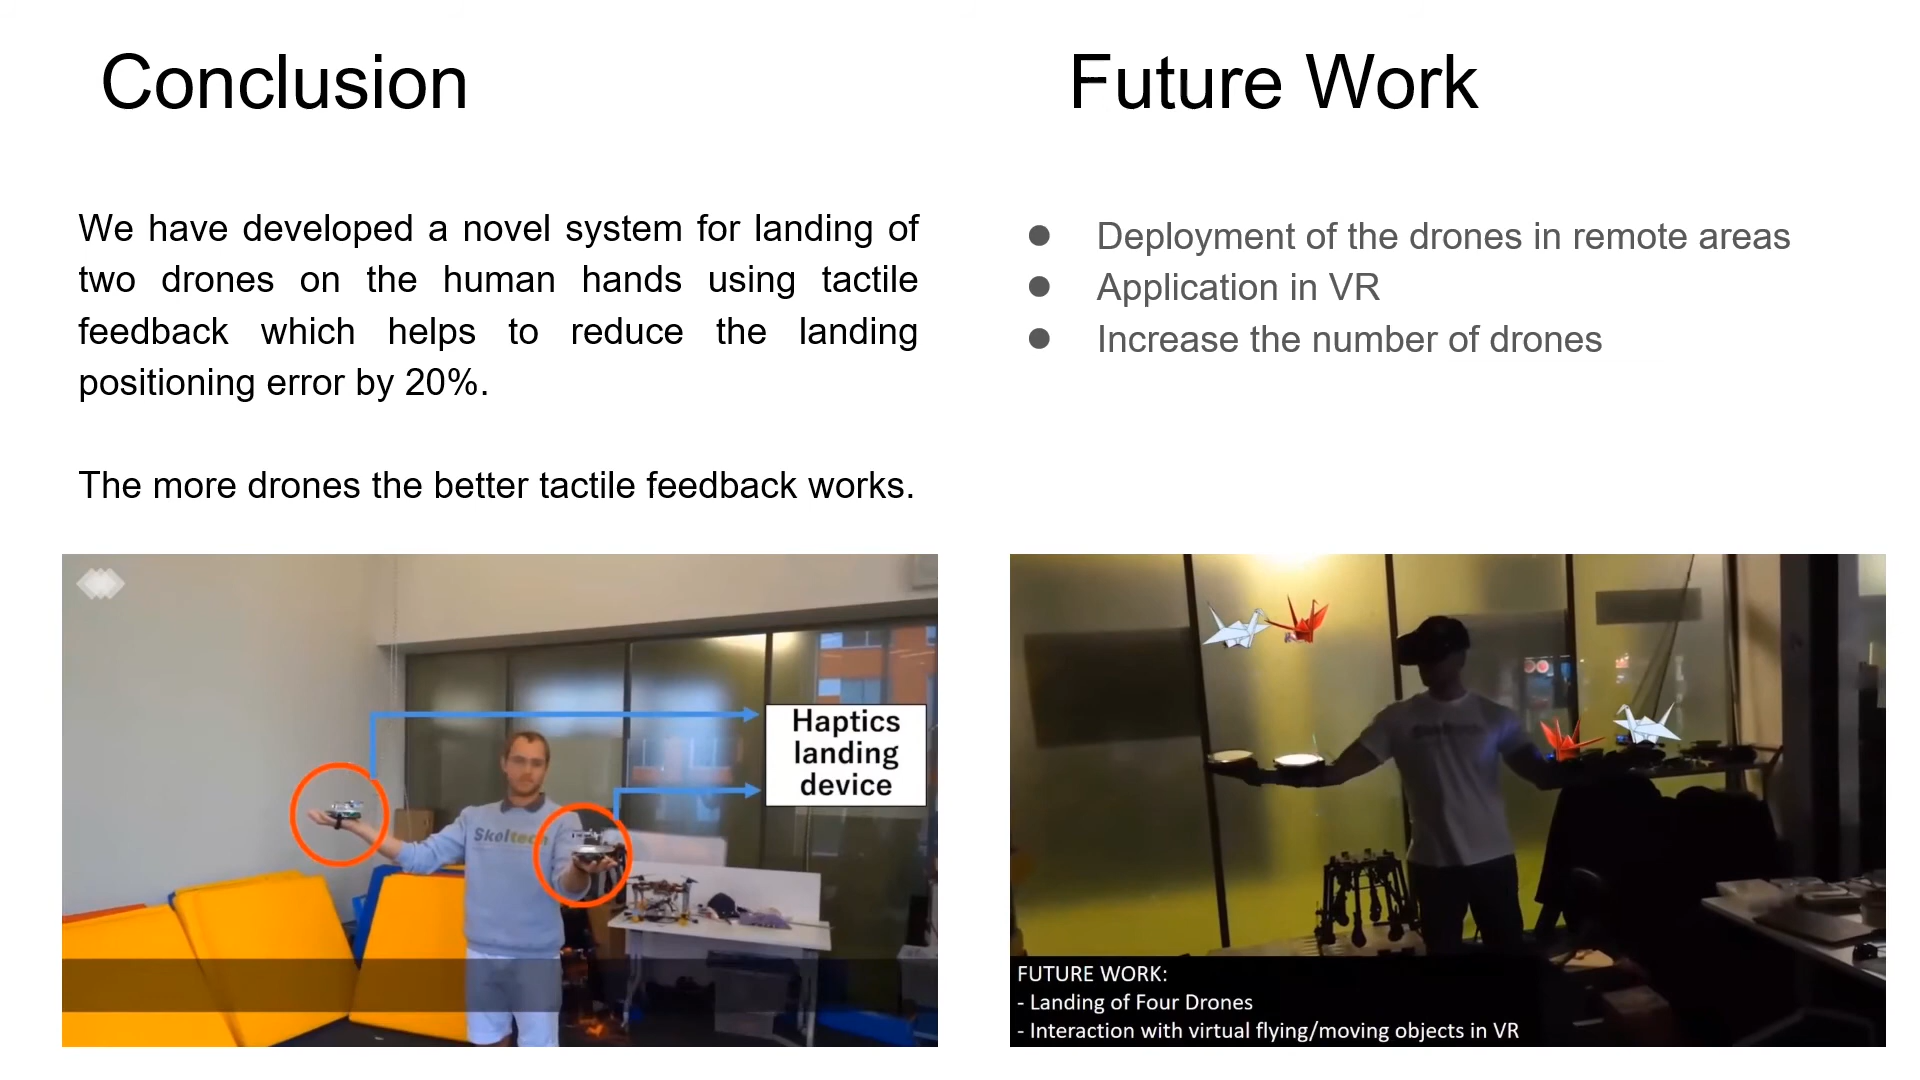 Conclusion
We have developed a novel system for landing of
two drones on the human hands using tactile
feedback which helps to reduce the landing
positioning error by 20%.
The more drones the better tactile feedback works.
Haptics
landing
device
Skoltech
Future Work
● Deployment of the drones in remote areas
● Application in VR
● Increase the number of drones
FUTURE WORK:
- Landing of Four Drones
- Interaction with virtual flying/moving objects in VR